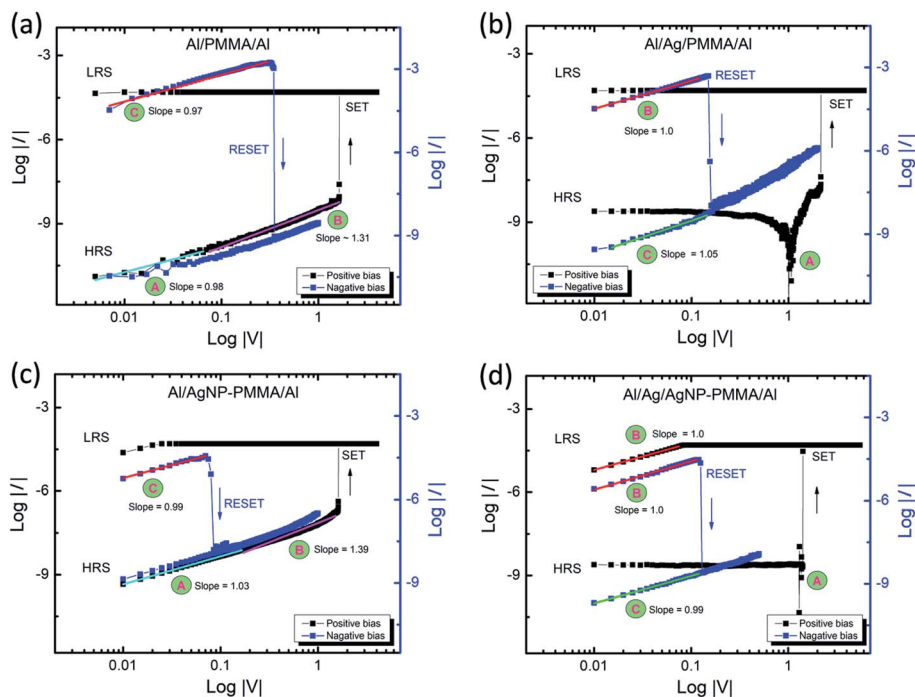 (a)
Al/PMMA/Al
-3
-6
-9
Log |I|
LRS
C
Slope = 0.97
RESET
SET
B
Slope ~ 1.31
HRS
A
Slope = 0.98
Positive bias
Nagative bias
0.01
0.1
1
Log |V|
-3
-6
-9
Log |I|
(b)
Al/Ag/PMMA/Al
-3
-6
-9
Log |I|
LRS
RESET
B
Slope = 1.0
SET
HRS
C
Slope = 1.05
A
Positive bias
Nagative bias
0.01
0.1
1
Log |V|
-3
-6
-9
Log |I|
(c)
Al/AgNP-PMMA/Al
-3
-6
-9
Log |I|
LRS
C
Slope = 0.99
RESET
SET
B
Slope = 1.39
HRS
A
Slope = 1.03
Positive bias
Nagative bias
0.01
0.1
1
Log |V|
-3
-6
-9
Log |I|
(d)
Al/Ag/AgNP-PMMA/Al
-3
-6
-9
Log |I|
LRS
B
Slope = 1.0
B
Slope = 1.0
RESET
SET
HRS
A
C
Slope = 0.99
Positive bias
Nagative bias
0.01
0.1
1
Log |V|
-3
-6
-9
Log |I|